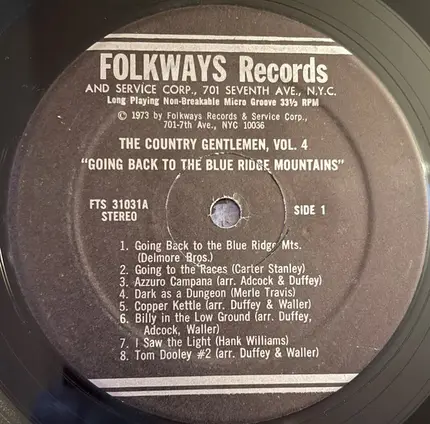 FOLKWAYS Records
AND SERVICE CORP., 701 SEVENTH AVE., N.Y.C.
Long Playing Non-Breakable Micro Groove 33⅓ RPM
© 1973 by Folkways Records & Service Corp.,
701-7th Ave., NYC 10036
THE COUNTRY GENTLEMEN, VOL. 4
"GOING BACK TO THE BLUE RIDGE MOUNTAINS"
FTS 31031A
STEREO
SIDE 1
1. Going Back to the Blue Ridge Mts.
(Delmore Bros.)
2. Going to the Races (Carter Stanley)
3. Azzuro Campana (arr. Adcock & Duffey)
4. Dark as a Dungeon (Merle Travis)
5. Copper Kettle (arr. Duffey & Waller)
6. Billy in the Low Ground (arr. Duffey,
Adcock, Waller)
7. I Saw the Light (Hank Williams)
8. Tom Dooley #2 (arr. Duffey & Waller)